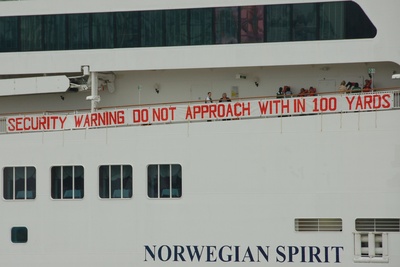 SECURITY WARNING DO NOT APPROACH WITH IN 100 YARDS
NORWEGIAN SPIRIT